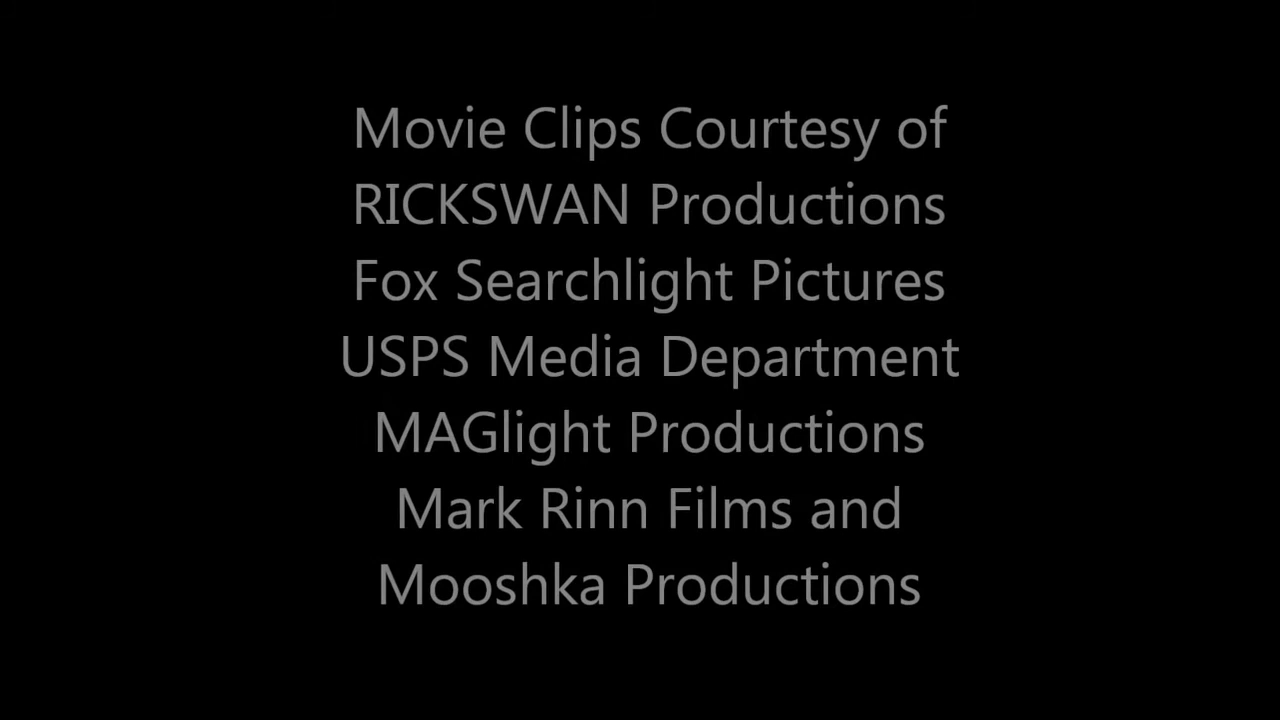 Movie Clips Courtesy of
RICKSWAN Productions
Fox Searchlight Pictures
USPS Media Department
MAGlight Productions
Mark Rinn Films and
Mooshka Productions